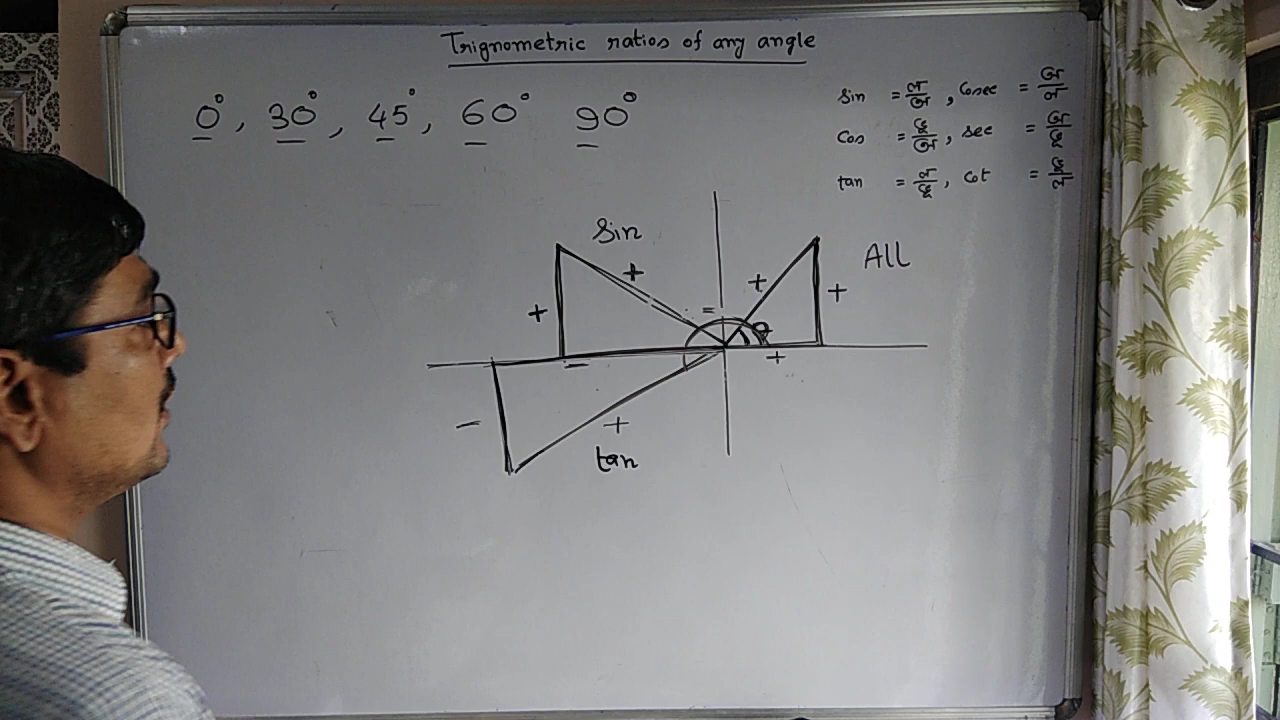 Trignometric ratios of any angle
0°, 30°, 45°, 60° 90°
sin = ল/অ, cosec = অ/ল
cos = ভূ/অ, sec = অ/ভূ
tan = ল/ভূ, cot = ভূ/ল
Sin
+
+
All
+
+
=
θ
+
−
−
+
tan